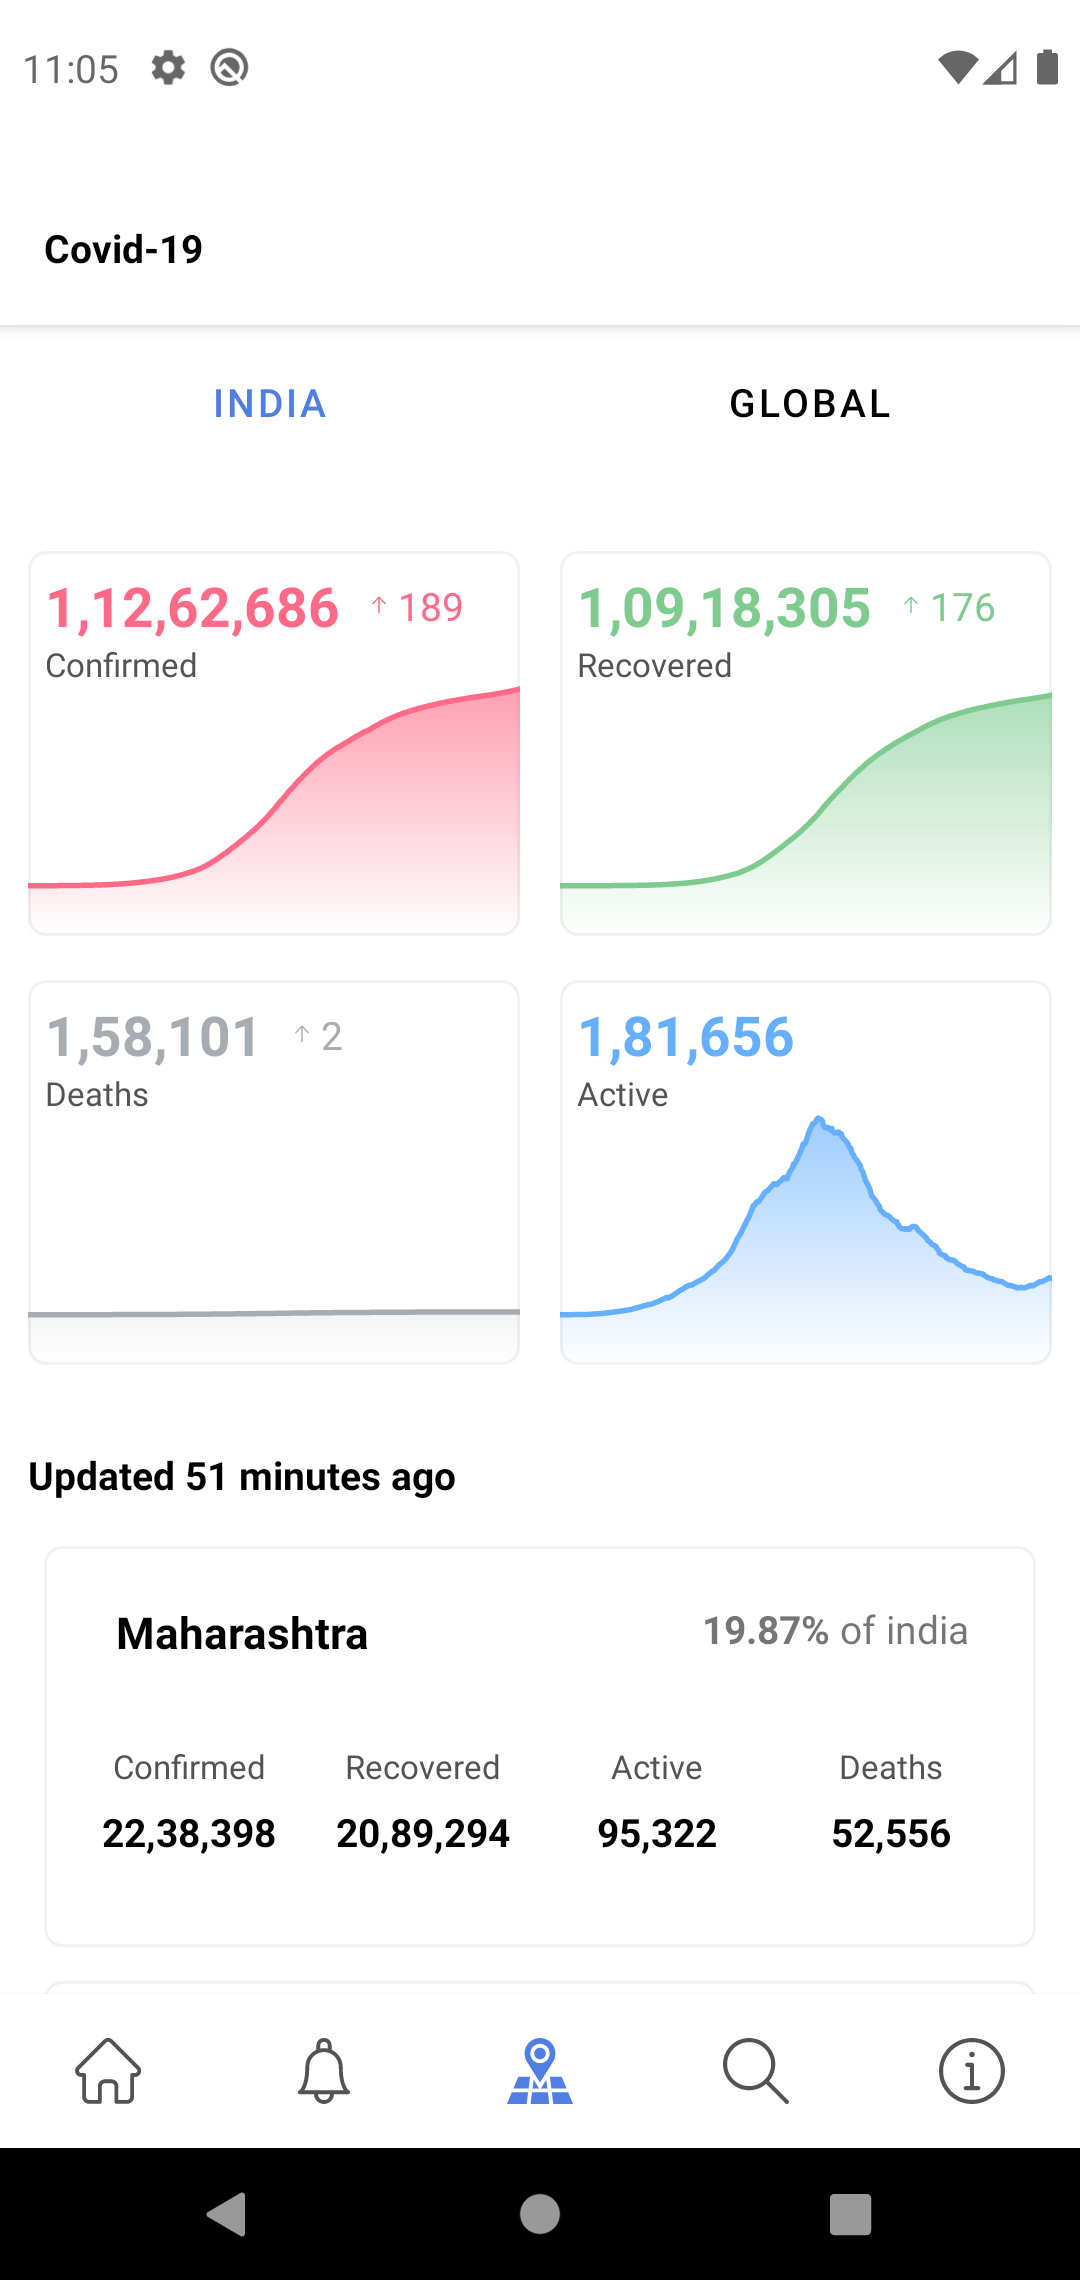 11:05
Covid-19
INDIA GLOBAL
1,12,62,686 ↑ 189 1,09,18,305 ↑ 176
Confirmed Recovered
1,58,101 ↑ 2 1,81,656
Deaths Active
Updated 51 minutes ago
Maharashtra 19.87% of india
Confirmed Recovered Active Deaths
22,38,398 20,89,294 95,322 52,556